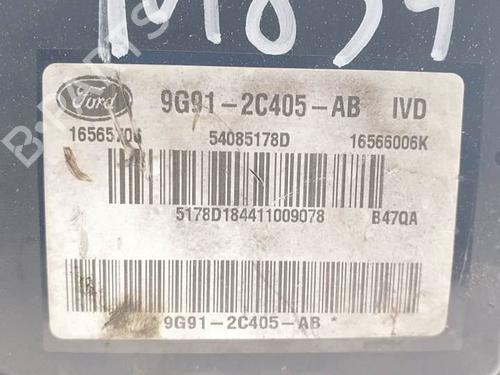 Ford 9G91-2C405-AB IVD
54085178D 16566006K
5178D184411009078 B47QA
9G91-2C405-AB *